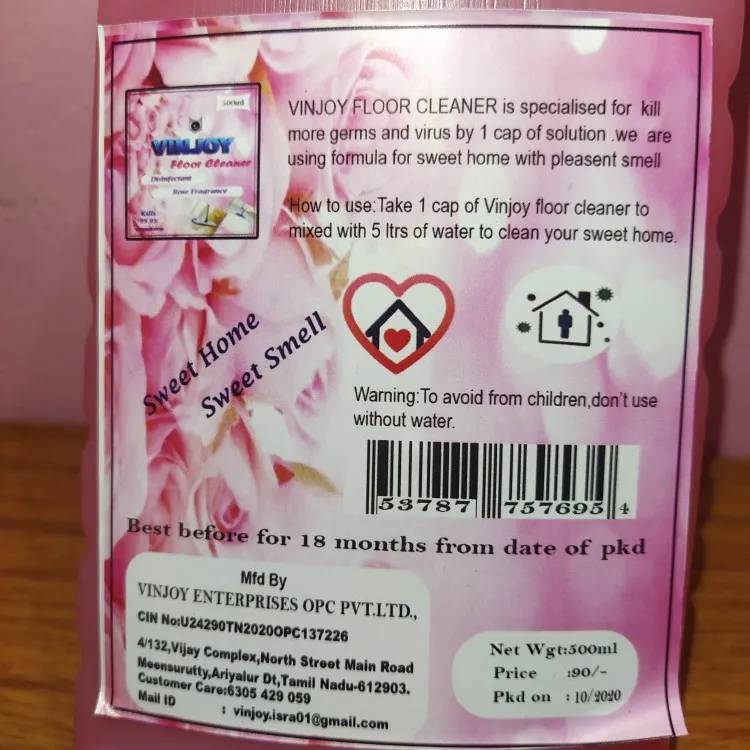 500ml
VINJOY
Floor Cleaner
Disinfectant
Rose Fragrance
Kills
99.9%
VINJOY FLOOR CLEANER is specialised for kill
more germs and virus by 1 cap of solution .we are
using formula for sweet home with pleasent smell
How to use:Take 1 cap of Vinjoy floor cleaner to
mixed with 5 ltrs of water to clean your sweet home.
Sweet Home
Sweet Smell
Warning:To avoid from children,don't use
without water.
53787 757695 4
Best before for 18 months from date of pkd
Mfd By
VINJOY ENTERPRISES OPC PVT.LTD.,
CIN No:U24290TN2020OPC137226
4/132,Vijay Complex,North Street Main Road
Meensurutty,Ariyalur Dt,Tamil Nadu-612903.
Customer Care:6305 429 059
Mail ID : vinjoy.isra01@gmail.com
Net Wgt:500ml
Price :90/-
Pkd on : 10/2020